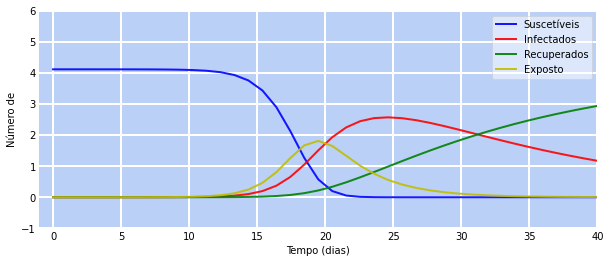 6
5
4
3
2
1
0
−1
Número de
Suscetíveis
Infectados
Recuperados
Exposto
0 5 10 15 20 25 30 35 40
Tempo (dias)